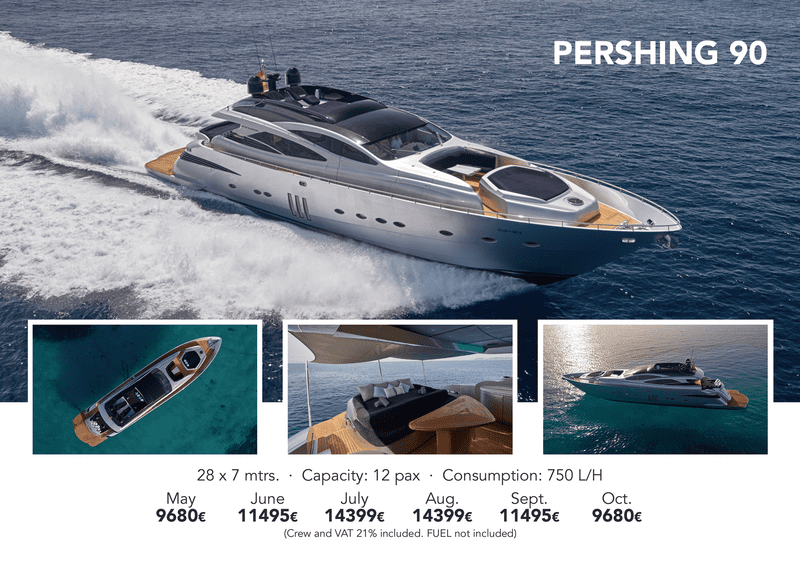 PERSHING 90
28 x 7 mtrs. · Capacity: 12 pax · Consumption: 750 L/H
May June July Aug. Sept. Oct.
9680€ 11495€ 14399€ 14399€ 11495€ 9680€
(Crew and VAT 21% included. FUEL not included)